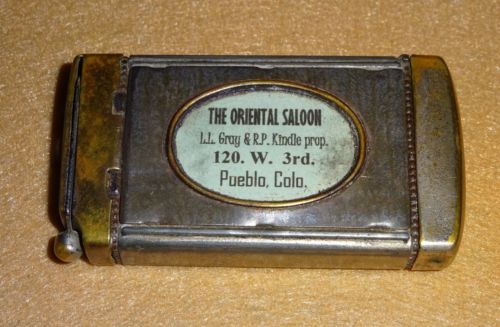 THE ORIENTAL SALOON
L.L. Gray & R.P. Kindle prop.
120. W. 3rd.
Pueblo, Colo.